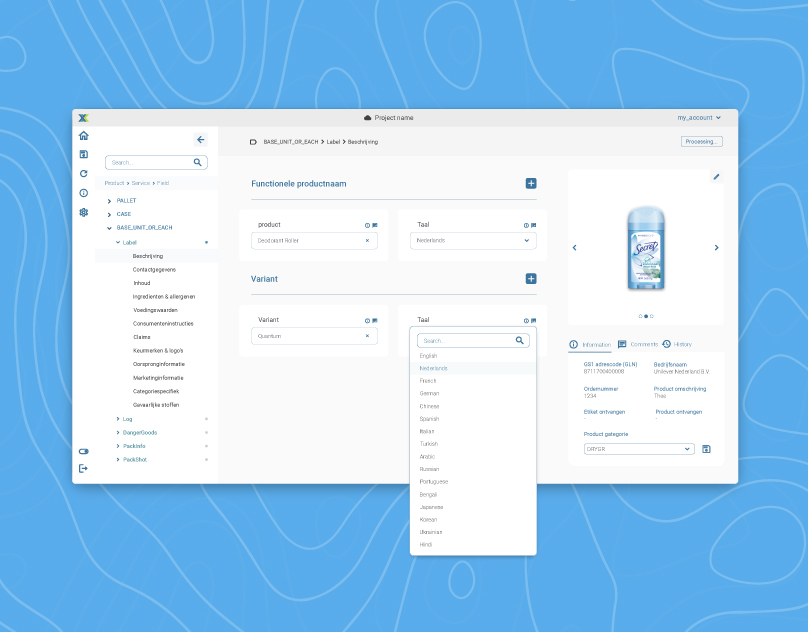 Project name
my_account
Search...
Product > Service > Field
PALLET
CASE
BASE_UNIT_OR_EACH
Label
Beschrijving
Contactgegevens
Inhoud
Ingredienten & allergenen
Voedingswaarden
Consumenteninstructies
Claims
Keurmerken & logo's
Oorspronginformatie
Marketinginformatie
Categoriespecifiek
Gevaarlijke stoffen
Log
DangerGoods
PackInfo
PackShot
BASE_UNIT_OR_EACH > Label > Beschrijving
Processing...
Functionele productnaam
product
Deodorant Roller
Taal
Nederlands
Variant
Variant
Quantum
Taal
Search...
English
Nederlands
French
German
Chinese
Spanish
Italian
Turkish
Arabic
Russian
Portuguese
Bengali
Japanese
Korean
Ukrainian
Hindi
Secret
Information
Comments
History
GS1 adrescode (GLN)
8711700400008
Bedrijfsnaam
Unilever Nederland B.V.
Ordernummer
1234
Product omschrijving
Thee
Etiket ontvangen
-
Product ontvangen
-
Product categorie
DRYGR